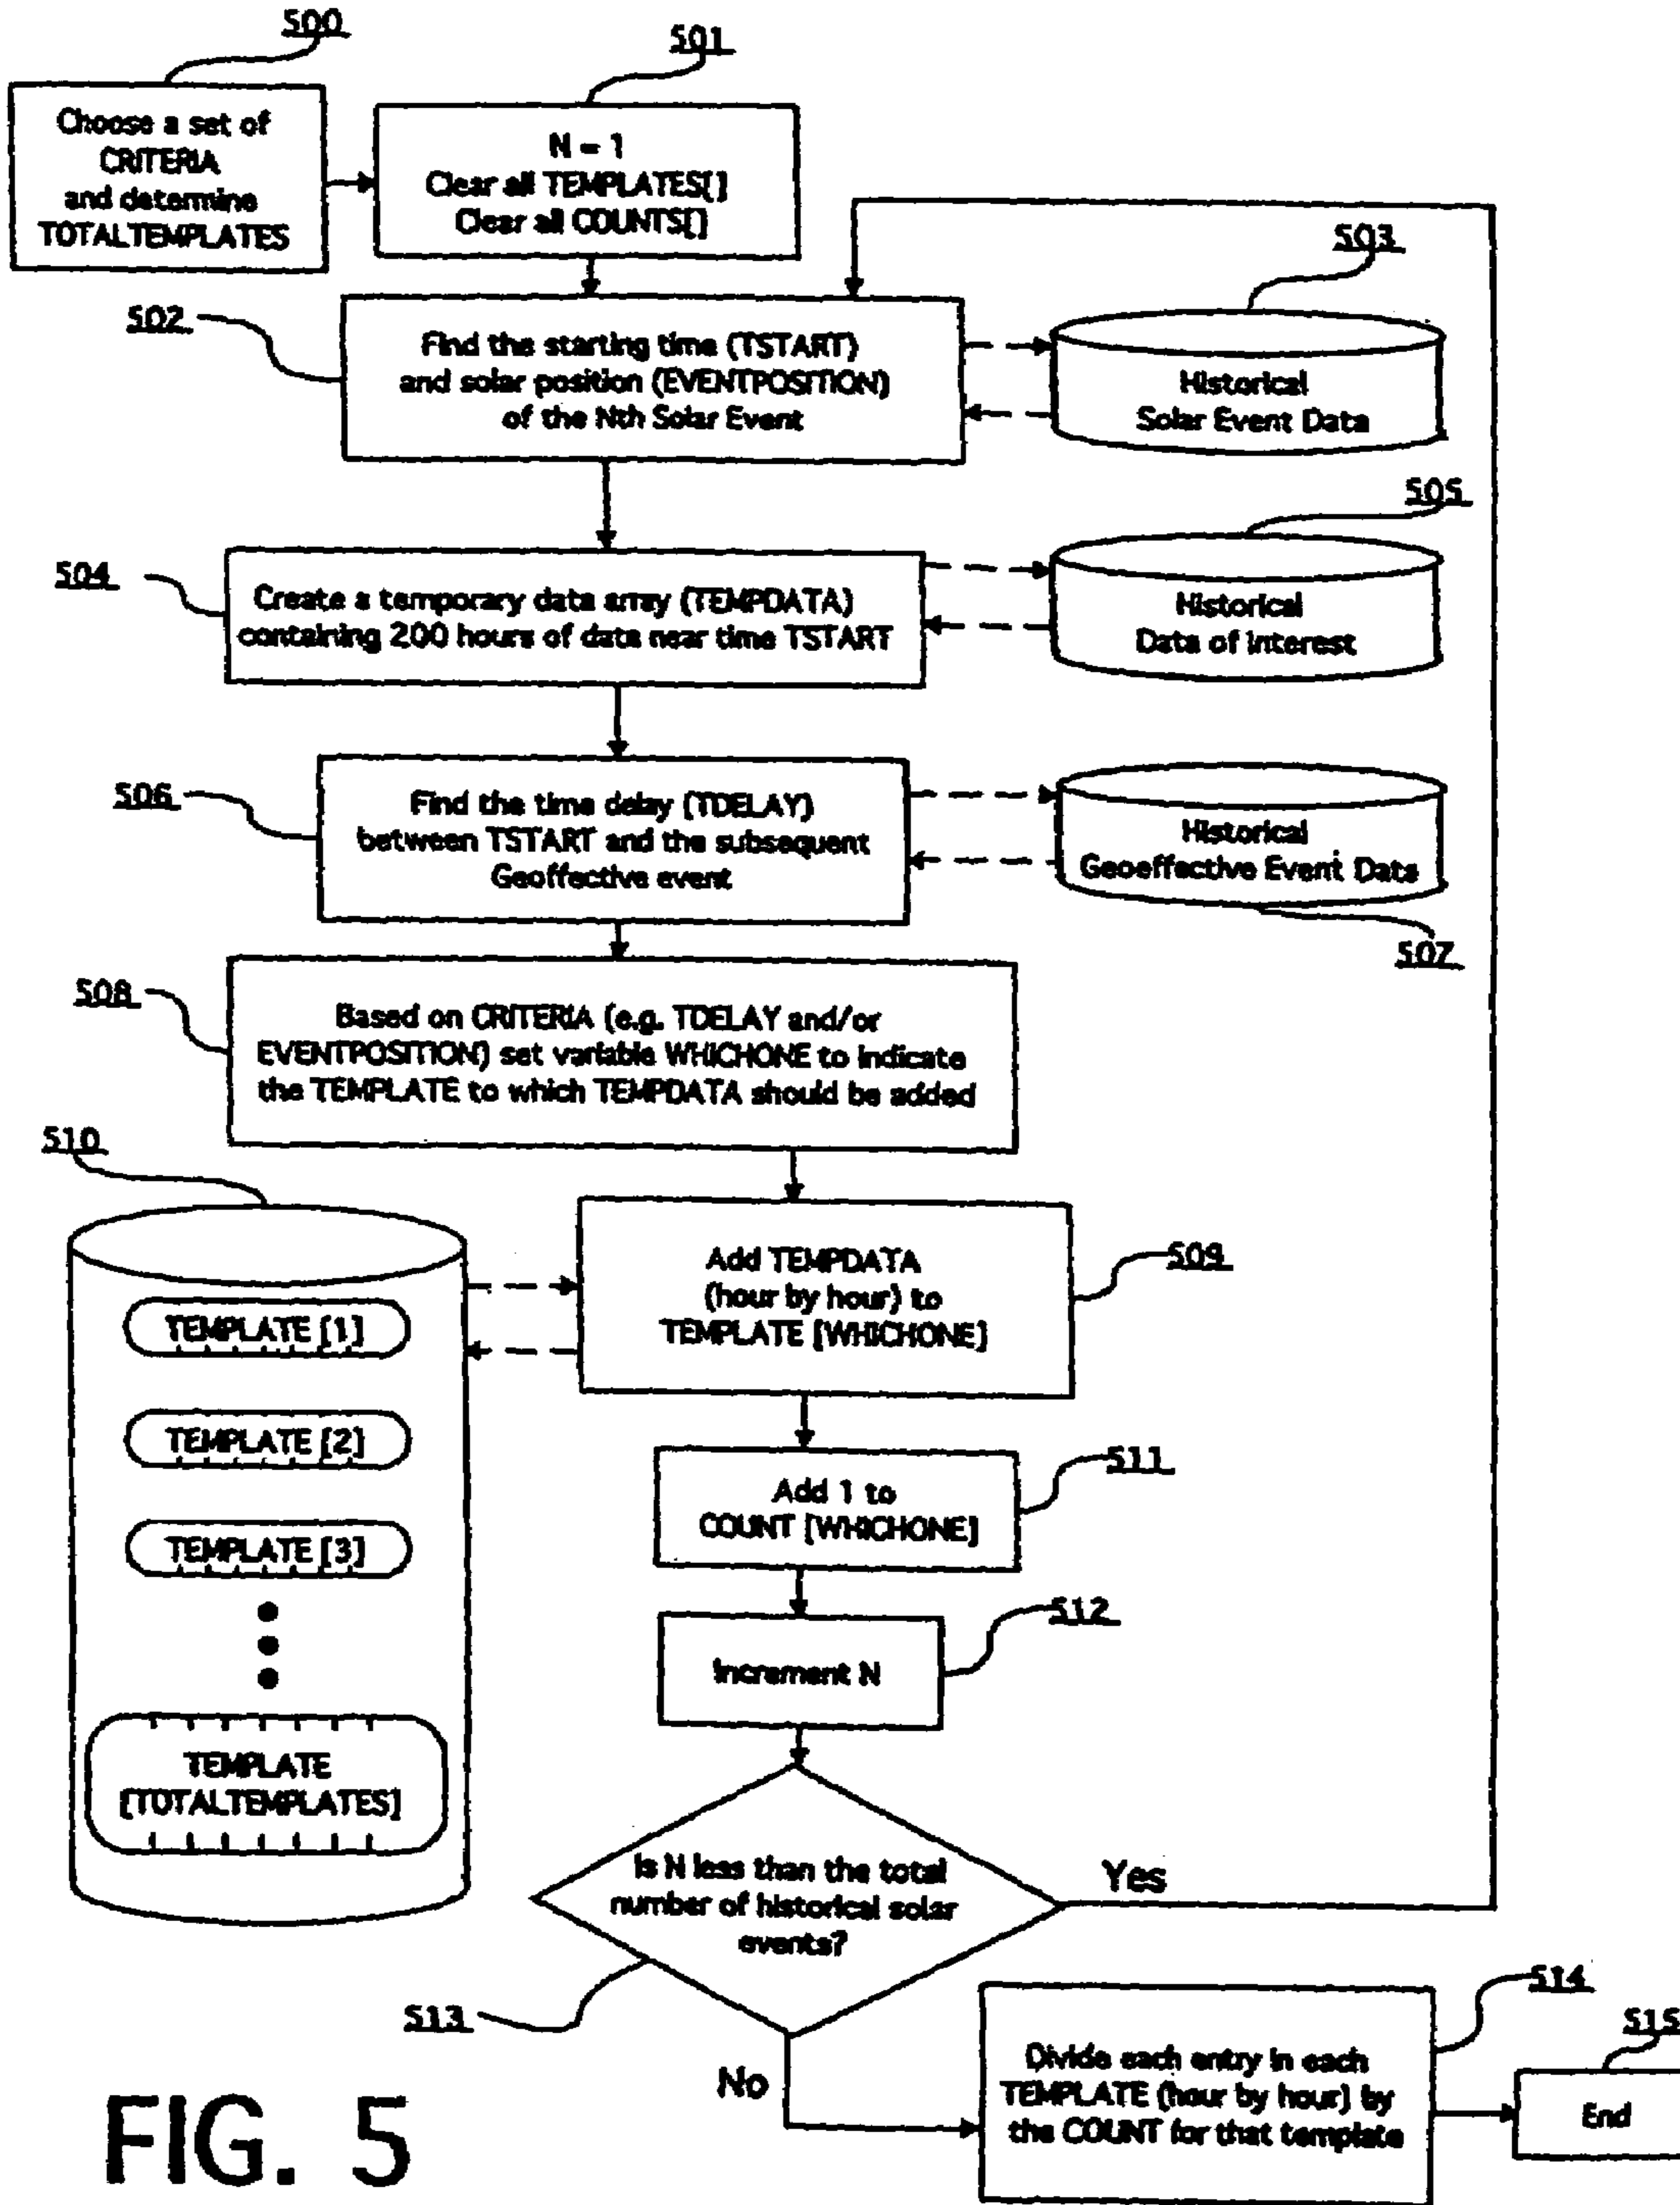 500
Choose a set of
CRITERIA
and determine
TOTALTEMPLATES
501
N = 1
Clear all TEMPLATES[]
Clear all COUNTS[]
502
Find the starting time (TSTART)
and solar position (EVENTPOSITION)
of the Nth Solar Event
503
Historical
Solar Event Data
504
Create a temporary data array (TEMPDATA)
containing 200 hours of data near time TSTART
505
Historical
Data of Interest
506
Find the time delay (TDELAY)
between TSTART and the subsequent
Geoffective event
Historical
Geoeffective Event Data
507
508
Based on CRITERIA (e.g. TDELAY and/or
EVENTPOSITION) set variable WHICHONE to indicate
the TEMPLATE to which TEMPDATA should be added
510
TEMPLATE [1]
TEMPLATE [2]
TEMPLATE [3]
TEMPLATE
[TOTALTEMPLATES]
Add TEMPDATA
(hour by hour) to
TEMPLATE [WHICHONE]
509
Add 1 to
COUNT [WHICHONE]
511
Increment N
512
Is N less than the total
number of historical solar
events?
Yes
513
No
514
Divide each entry in each
TEMPLATE (hour by hour) by
the COUNT for that template
515
End
FIG. 5